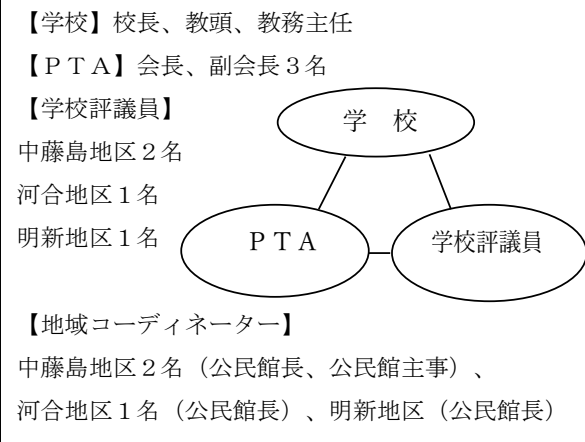 【学校】校長、教頭、教務主任
【ＰＴＡ】会長、副会長３名
【学校評議員】
学　校
中藤島地区２名
河合地区１名
明新地区１名
ＰＴＡ
学校評議員
【地域コーディネーター】
中藤島地区２名（公民館長、公民館主事）、
河合地区１名（公民館長）、明新地区（公民館長）